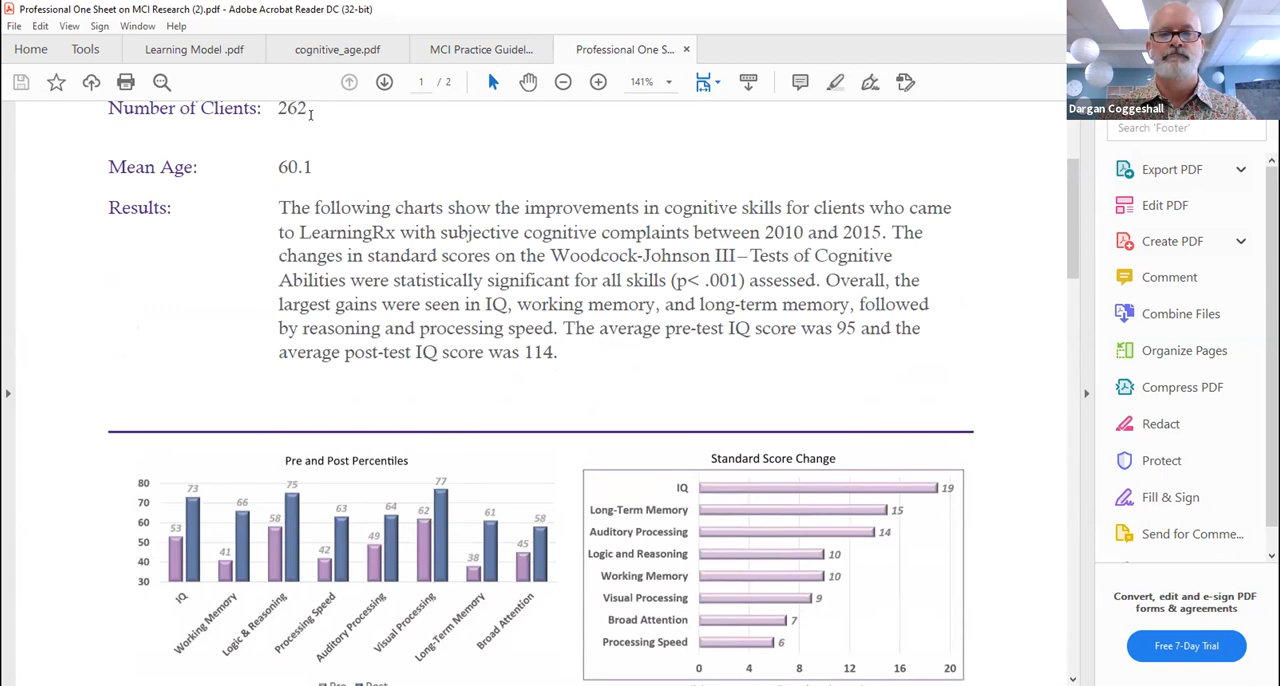 Professional One Sheet on MCI Research (2).pdf - Adobe Acrobat Reader DC (32-bit)
File Edit View Sign Window Help
Home Tools Learning Model .pdf cognitive_age.pdf MCI Practice Guidel... Professional One S... ×
1 / 2 141%
Dargan Coggeshall
Search 'Footer'
Number of Clients: 262
Mean Age: 60.1
Results: The following charts show the improvements in cognitive skills for clients who came
to LearningRx with subjective cognitive complaints between 2010 and 2015. The
changes in standard scores on the Woodcock-Johnson III–Tests of Cognitive
Abilities were statistically significant for all skills (p< .001) assessed. Overall, the
largest gains were seen in IQ, working memory, and long-term memory, followed
by reasoning and processing speed. The average pre-test IQ score was 95 and the
average post-test IQ score was 114.
Pre and Post Percentiles
80
70
60
50
40
30
53 73 41 66 58 75 42 63 49 64 62 77 38 61 45 58
IQ
Working Memory
Logic & Reasoning
Processing Speed
Auditory Processing
Visual Processing
Long-Term Memory
Broad Attention
Pre Post
Standard Score Change
IQ 19
Long-Term Memory 15
Auditory Processing 14
Logic and Reasoning 10
Working Memory 10
Visual Processing 9
Broad Attention 7
Processing Speed 6
0 4 8 12 16 20
Export PDF
Edit PDF
Create PDF
Comment
Combine Files
Organize Pages
Compress PDF
Redact
Protect
Fill & Sign
Send for Comme...
Convert, edit and e-sign PDF
forms & agreements
Free 7-Day Trial